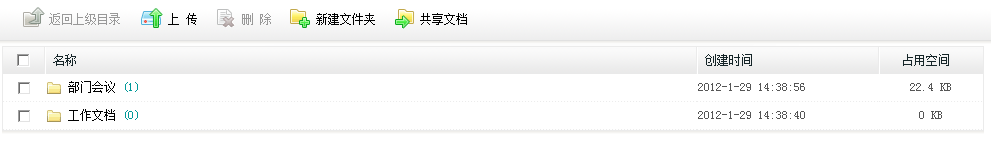 返回上级目录 上 传 删 除 新建文件夹 共享文档
名称 创建时间 占用空间
部门会议 (1) 2012-1-29 14:38:56 22.4 KB
工作文档 (0) 2012-1-29 14:38:40 0 KB